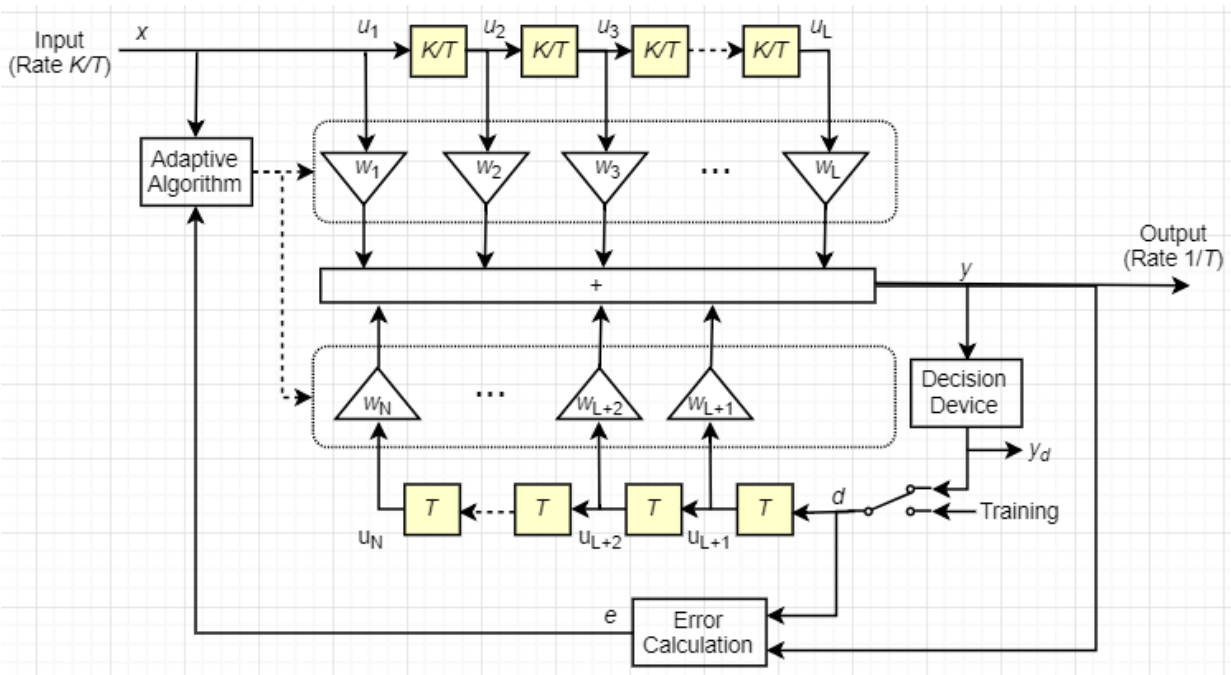 Input
(Rate K/T)
x
u1
K/T
u2
K/T
u3
K/T
K/T
uL
Adaptive
Algorithm
w1
w2
w3
...
wL
Output
(Rate 1/T)
+
y
wN
...
wL+2
wL+1
Decision
Device
yd
T
T
T
T
d
Training
uN
uL+2
uL+1
e
Error
Calculation